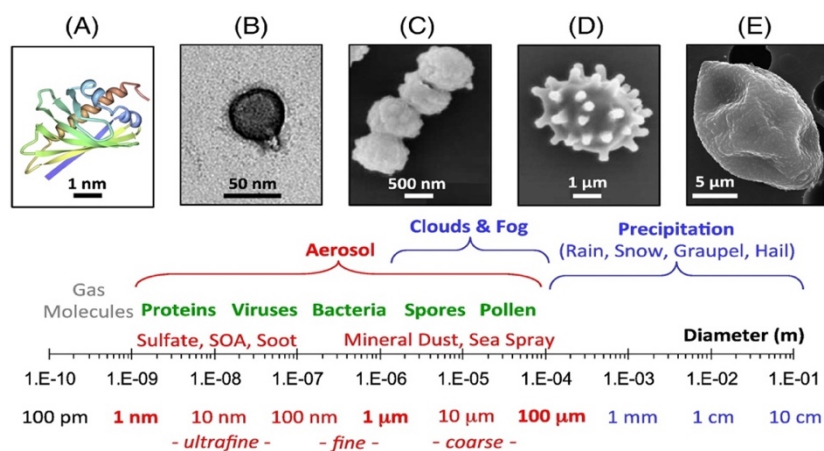 (A) (B) (C) (D) (E)
1 nm 50 nm 500 nm 1 µm 5 µm
Clouds & Fog Precipitation
Aerosol (Rain, Snow, Graupel, Hail)
Gas
Molecules Proteins Viruses Bacteria Spores Pollen
Sulfate, SOA, Soot Mineral Dust, Sea Spray Diameter (m)
1.E-10 1.E-09 1.E-08 1.E-07 1.E-06 1.E-05 1.E-04 1.E-03 1.E-02 1.E-01
100 pm 1 nm 10 nm 100 nm 1 µm 10 µm 100 µm 1 mm 1 cm 10 cm
- ultrafine - - fine - - coarse -